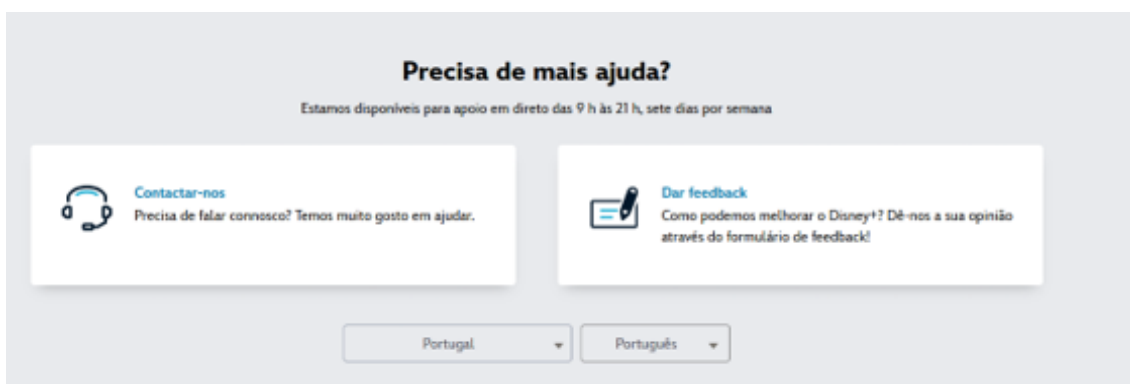 Precisa de mais ajuda?
Estamos disponíveis para apoio em direto das 9 h às 21 h, sete dias por semana
Contactar-nos
Precisa de falar connosco? Temos muito gosto em ajudar.
Dar feedback
Como podemos melhorar o Disney+? Dê-nos a sua opinião
através do formulário de feedback!
Portugal
Português